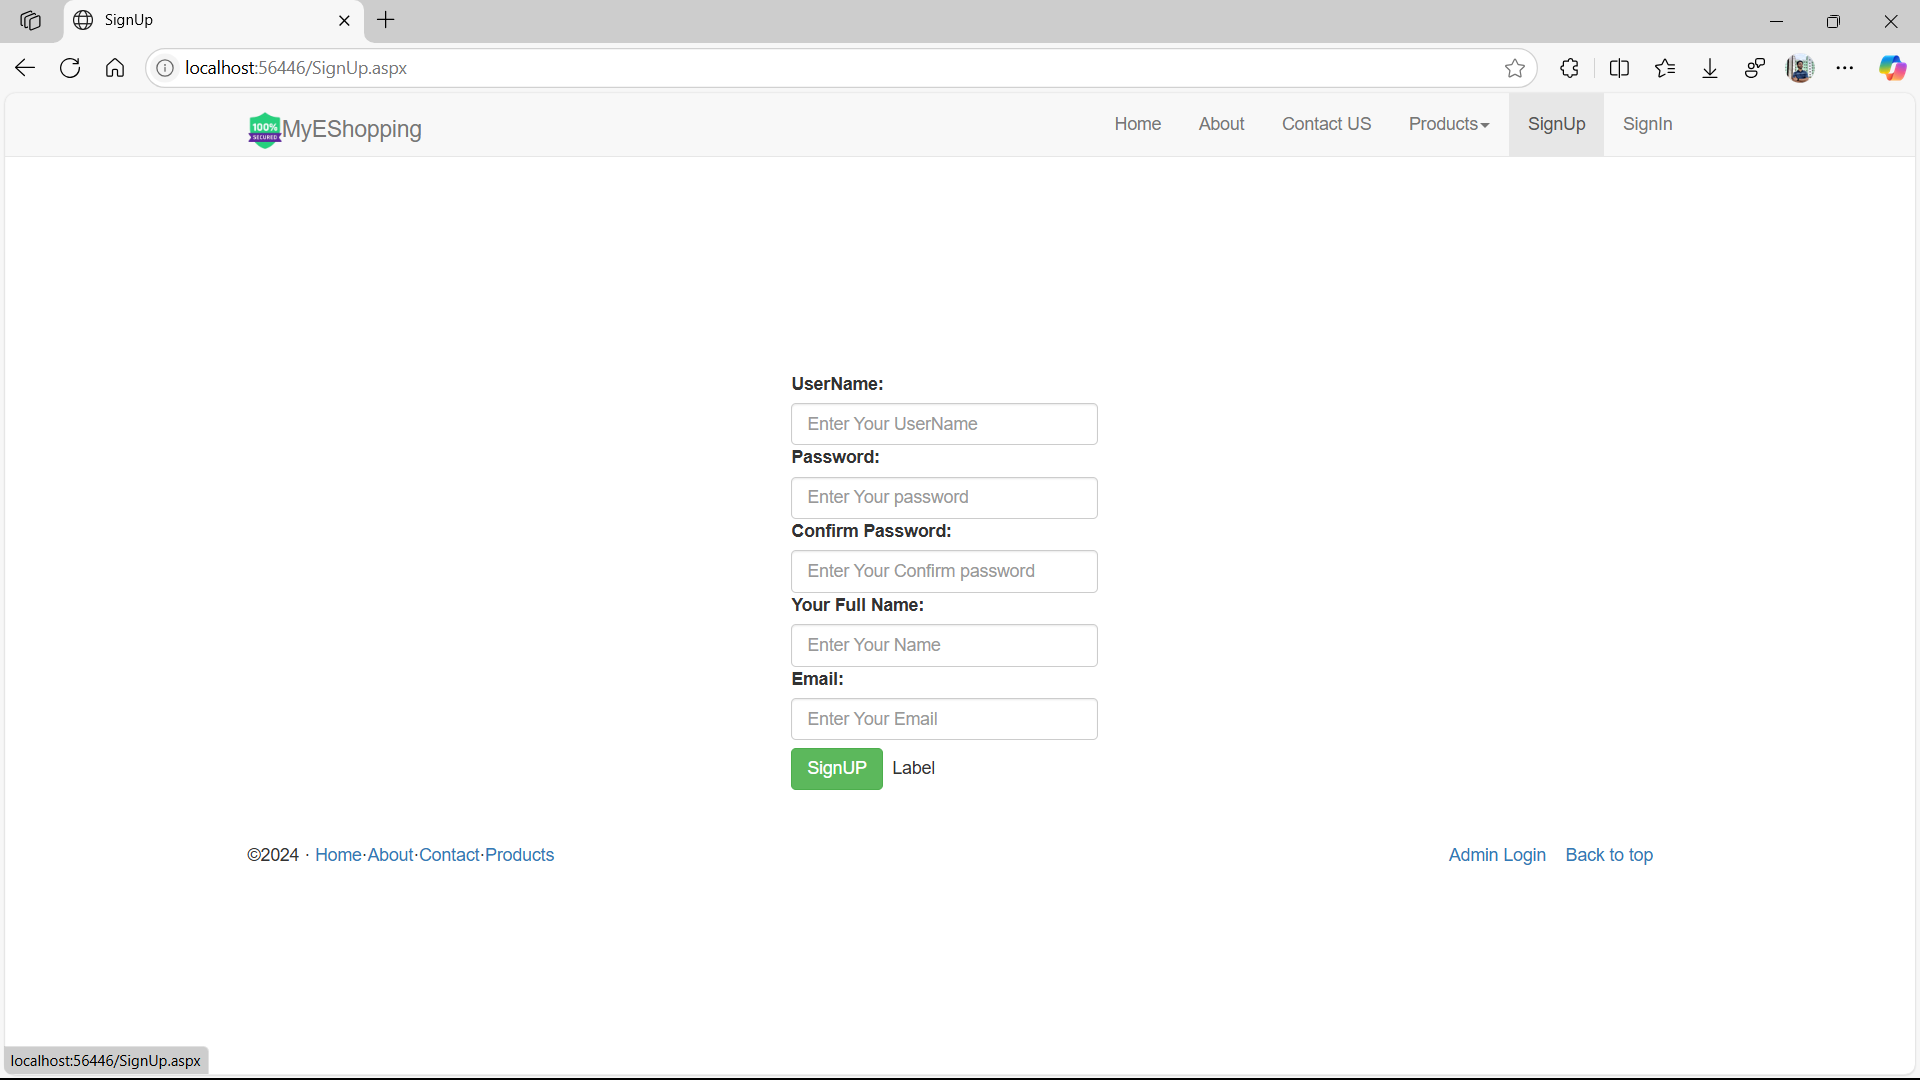 SignUp
localhost:56446/SignUp.aspx
100%
SECURED
MyEShopping
Home About Contact US Products SignUp SignIn
UserName:
Enter Your UserName
Password:
Enter Your password
Confirm Password:
Enter Your Confirm password
Your Full Name:
Enter Your Name
Email:
Enter Your Email
SignUP Label
©2024 · Home·About·Contact·Products Admin Login Back to top
localhost:56446/SignUp.aspx